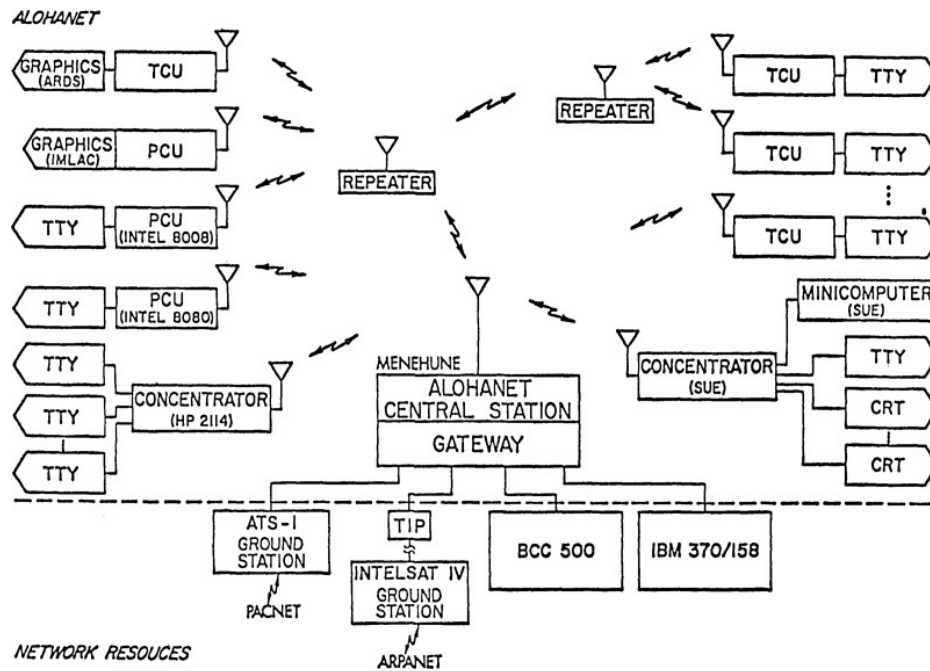 ALOHANET
GRAPHICS
(ARDS)
TCU
GRAPHICS
(IMLAC)
PCU
TTY
PCU
(INTEL 8008)
TTY
PCU
(INTEL 8080)
TTY
TTY
TTY
CONCENTRATOR
(HP 2114)
REPEATER
REPEATER
TCU
TTY
TCU
TTY
TCU
TTY
MINICOMPUTER
(SUE)
CONCENTRATOR
(SUE)
TTY
CRT
CRT
MENEHUNE
ALOHANET
CENTRAL STATION
GATEWAY
ATS-1
GROUND
STATION
PACNET
TIP
INTELSAT IV
GROUND
STATION
ARPANET
BCC 500
IBM 370/158
NETWORK RESOUCES